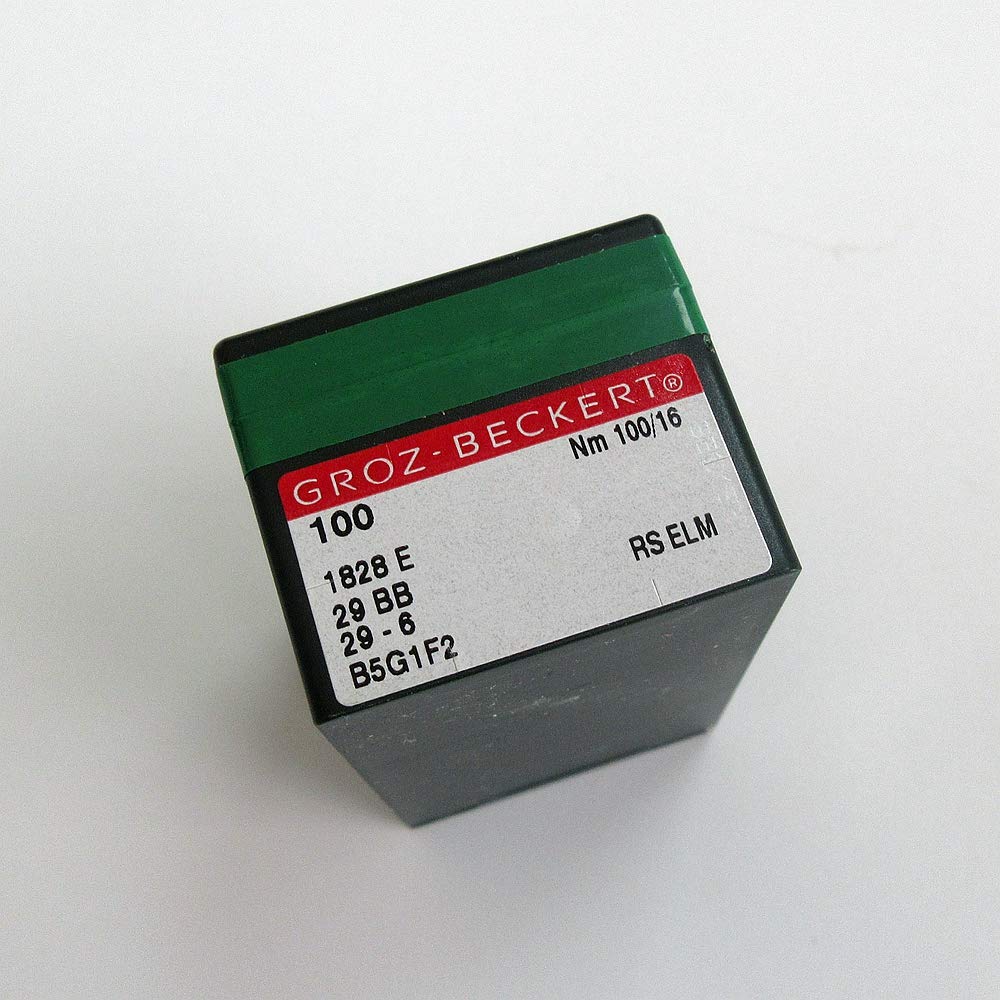 GROZ-BECKERT®
100 Nm 100/16
1828 E RS ELM
29 BB
29 - 6
B5G1F2